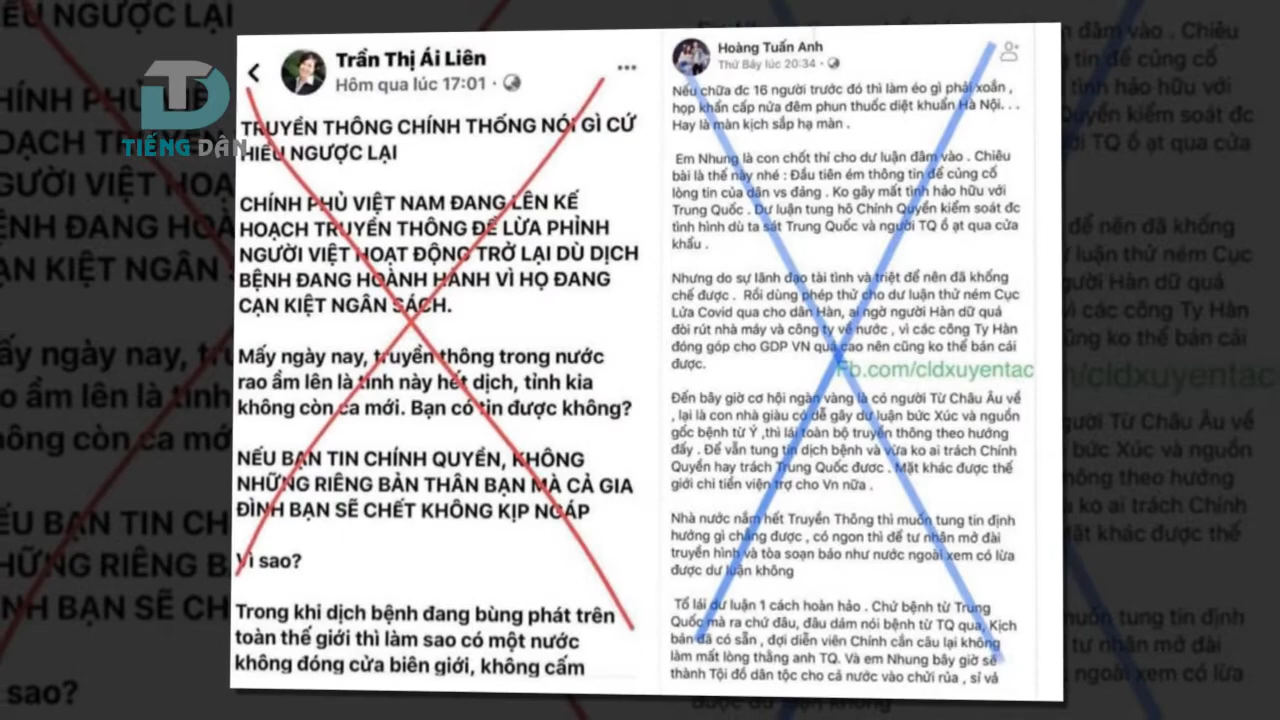 TD
TIẾNG DÂN
Trần Thị Ái Liên
Hôm qua lúc 17:01 ·
TRUYỀN THÔNG CHÍNH THỐNG NÓI GÌ CỨ
HIỂU NGƯỢC LẠI
CHÍNH PHỦ VIỆT NAM ĐANG LÊN KẾ
HOẠCH TRUYỀN THÔNG ĐỂ LỪA PHỈNH
NGƯỜI VIỆT HOẠT ĐỘNG TRỞ LẠI DÙ DỊCH
BỆNH ĐANG HOÀNH HÀNH VÌ HỌ ĐANG
CẠN KIỆT NGÂN SÁCH.
Mấy ngày nay, truyền thông trong nước
rao ầm lên là tỉnh này hết dịch, tỉnh kia
không còn ca mới. Bạn có tin được không?
NẾU BẠN TIN CHÍNH QUYỀN, KHÔNG
NHỮNG RIÊNG BẢN THÂN BẠN MÀ CẢ GIA
ĐÌNH BẠN SẼ CHẾT KHÔNG KỊP NGÁP
Vì sao?
Trong khi dịch bệnh đang bùng phát trên
toàn thế giới thì làm sao có một nước
không đóng cửa biên giới, không cấm
Hoàng Tuấn Anh
Thứ Bảy lúc 20:34 ·
Nếu chữa đc 16 người trước đó thì làm éo gì phải xoắn ,
họp khẩn cấp nửa đêm phun thuốc diệt khuẩn Hà Nội. . .
Hay là màn kịch sắp hạ màn .
Em Nhung là con chốt thí cho dư luận đâm vào . Chiêu
bài là thế này nhé : Đầu tiên ém thông tin để củng cố
lòng tin của dân vs đảng . Ko gây mất tình hảo hữu với
Trung Quốc . Dư luận tung hô Chính Quyền kiểm soát đc
tình hình dù ta sát Trung Quốc và người TQ ồ ạt qua cửa
khẩu .
Nhưng do sự lãnh đạo tài tình và triệt để nên đã khống
chế được . Rồi dùng phép thử cho dư luận thử ném Cục
Lửa Covid qua cho dân Hàn, ai ngờ người Hàn dữ quá
đòi rút nhà máy và công ty về nước , vì các công Ty Hàn
đóng góp cho GDP VN quá cao nên cũng ko thể bán cái
được.
Fb.com/cldxuyentac
Đến bây giờ cơ hội ngàn vàng là có người Từ Châu Âu về
, lại là con nhà giàu có dễ gây dư luận bức Xúc và nguồn
gốc bệnh từ Ý ,thì lái toàn bộ truyền thông theo hướng
đấy . Để vẫn tung tin dịch bệnh và vừa ko ai trách Chính
Quyền hay trách Trung Quốc được . Mặt khác được thế
giới chi tiền viện trợ cho Vn nữa .
Nhà nước nắm hết Truyền Thông thì muốn tung tin định
hướng gì chẳng được , có ngon thì để tư nhân mở đài
truyền hình và tòa soạn báo như nước ngoài xem có lừa
được dư luận không
Tổ lái dư luận 1 cách hoàn hảo . Chứ bệnh từ Trung
Quốc mà ra chứ đâu, đâu dám nói bệnh từ TQ qua, Kịch
bản đã có sẵn , đợi diễn viên Chính cắn câu lại không
làm mất lòng thằng anh TQ. Và em Nhung bây giờ sẽ
thành Tội đồ dân tộc cho cả nước vào chửi rủa , sỉ vả